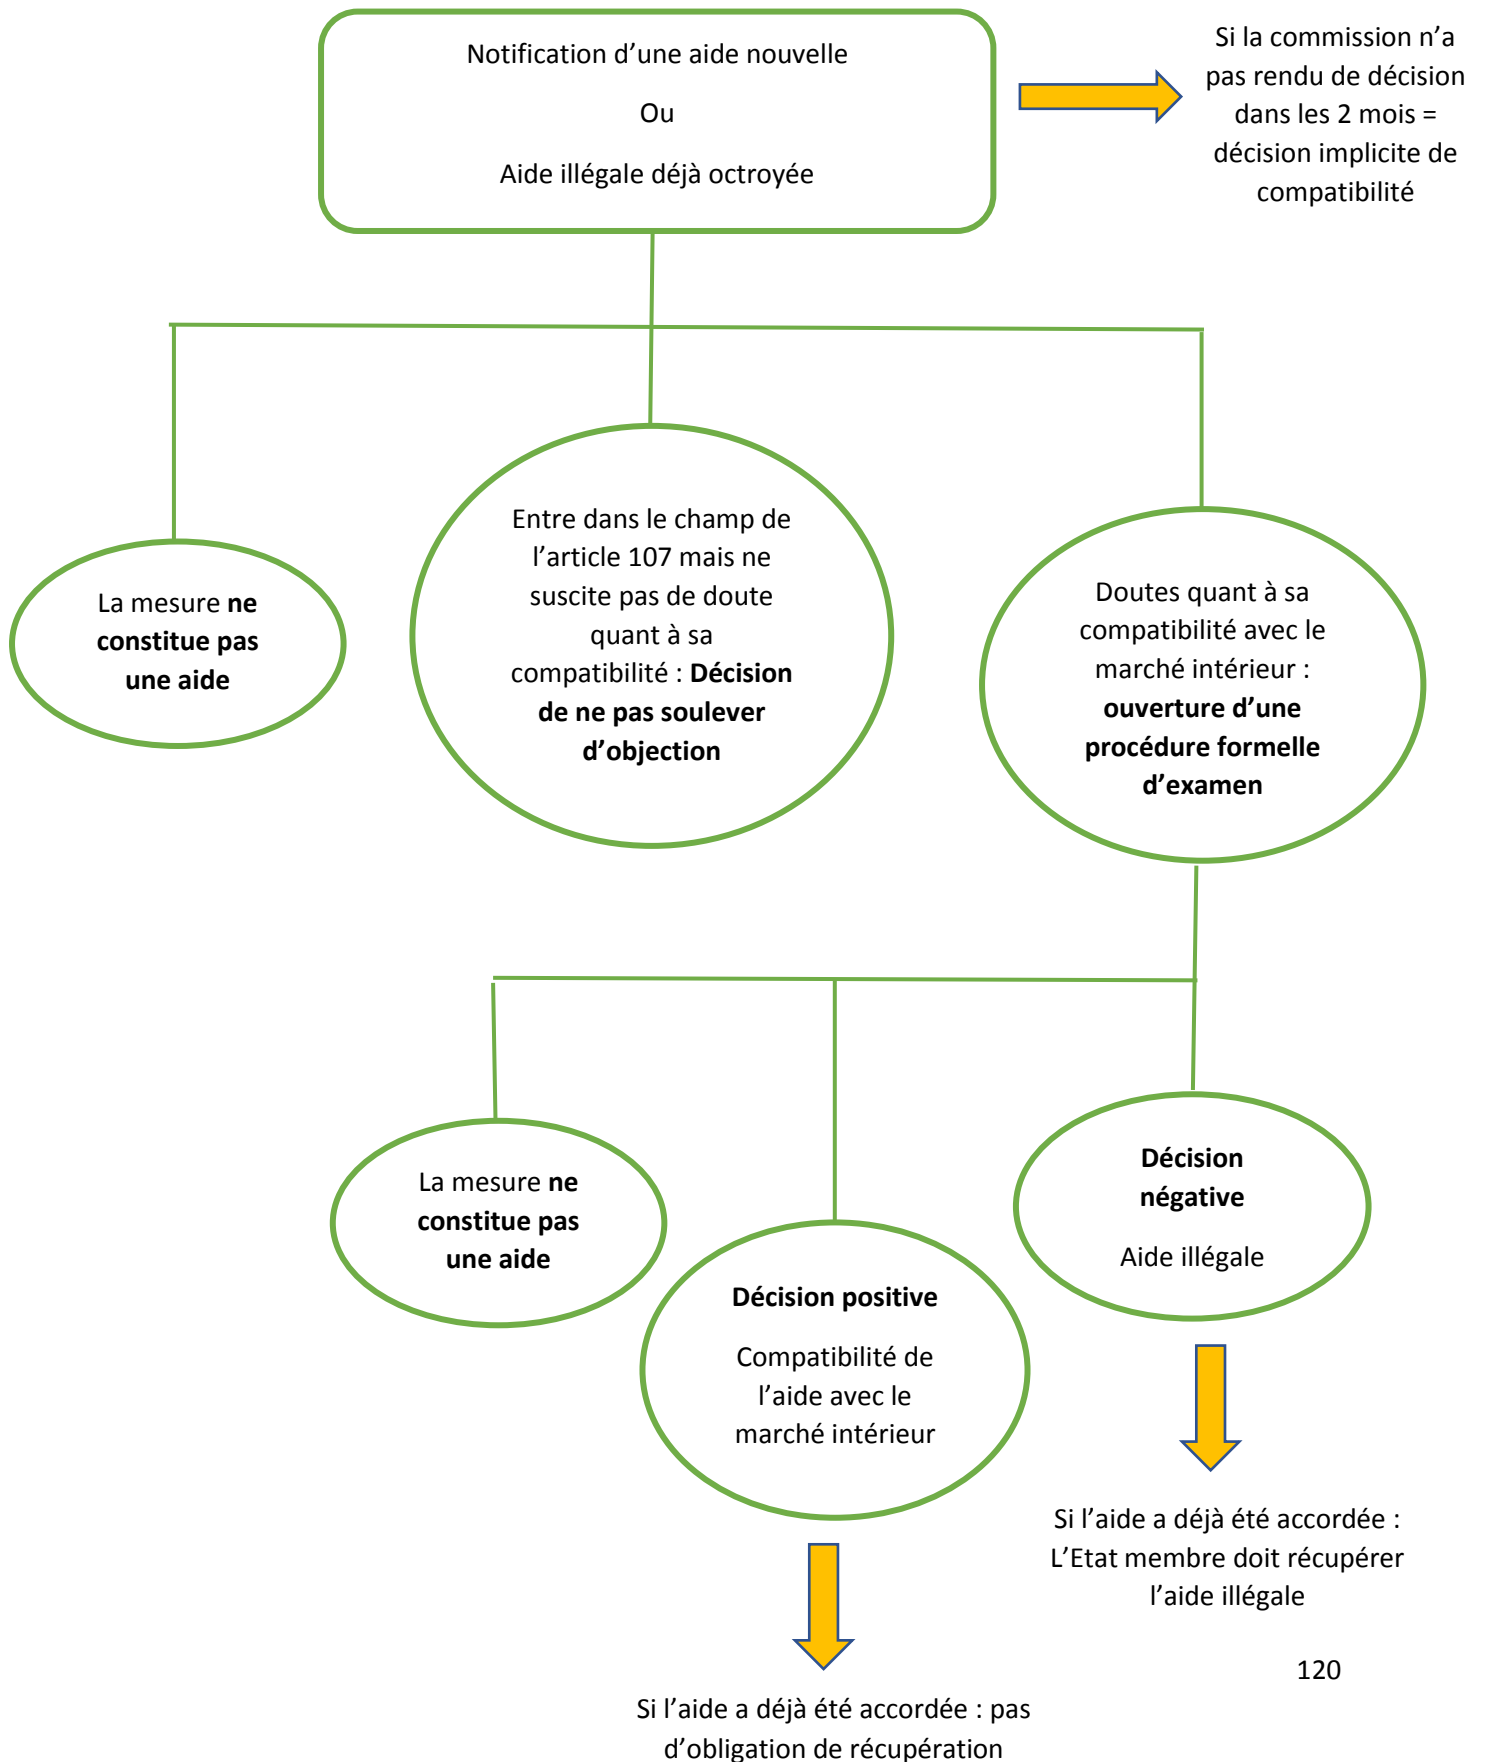 Notification d’une aide nouvelle
Ou
Aide illégale déjà octroyée
Si la commission n’a
pas rendu de décision
dans les 2 mois =
décision implicite de
compatibilité
La mesure ne
constitue pas
une aide
Entre dans le champ de
l’article 107 mais ne
suscite pas de doute
quant à sa
compatibilité : Décision
de ne pas soulever
d’objection
Doutes quant à sa
compatibilité avec le
marché intérieur :
ouverture d’une
procédure formelle
d’examen
La mesure ne
constitue pas
une aide
Décision positive
Compatibilité de
l’aide avec le
marché intérieur
Décision
négative
Aide illégale
Si l’aide a déjà été accordée :
L’Etat membre doit récupérer
l’aide illégale
Si l’aide a déjà été accordée : pas
d’obligation de récupération
120